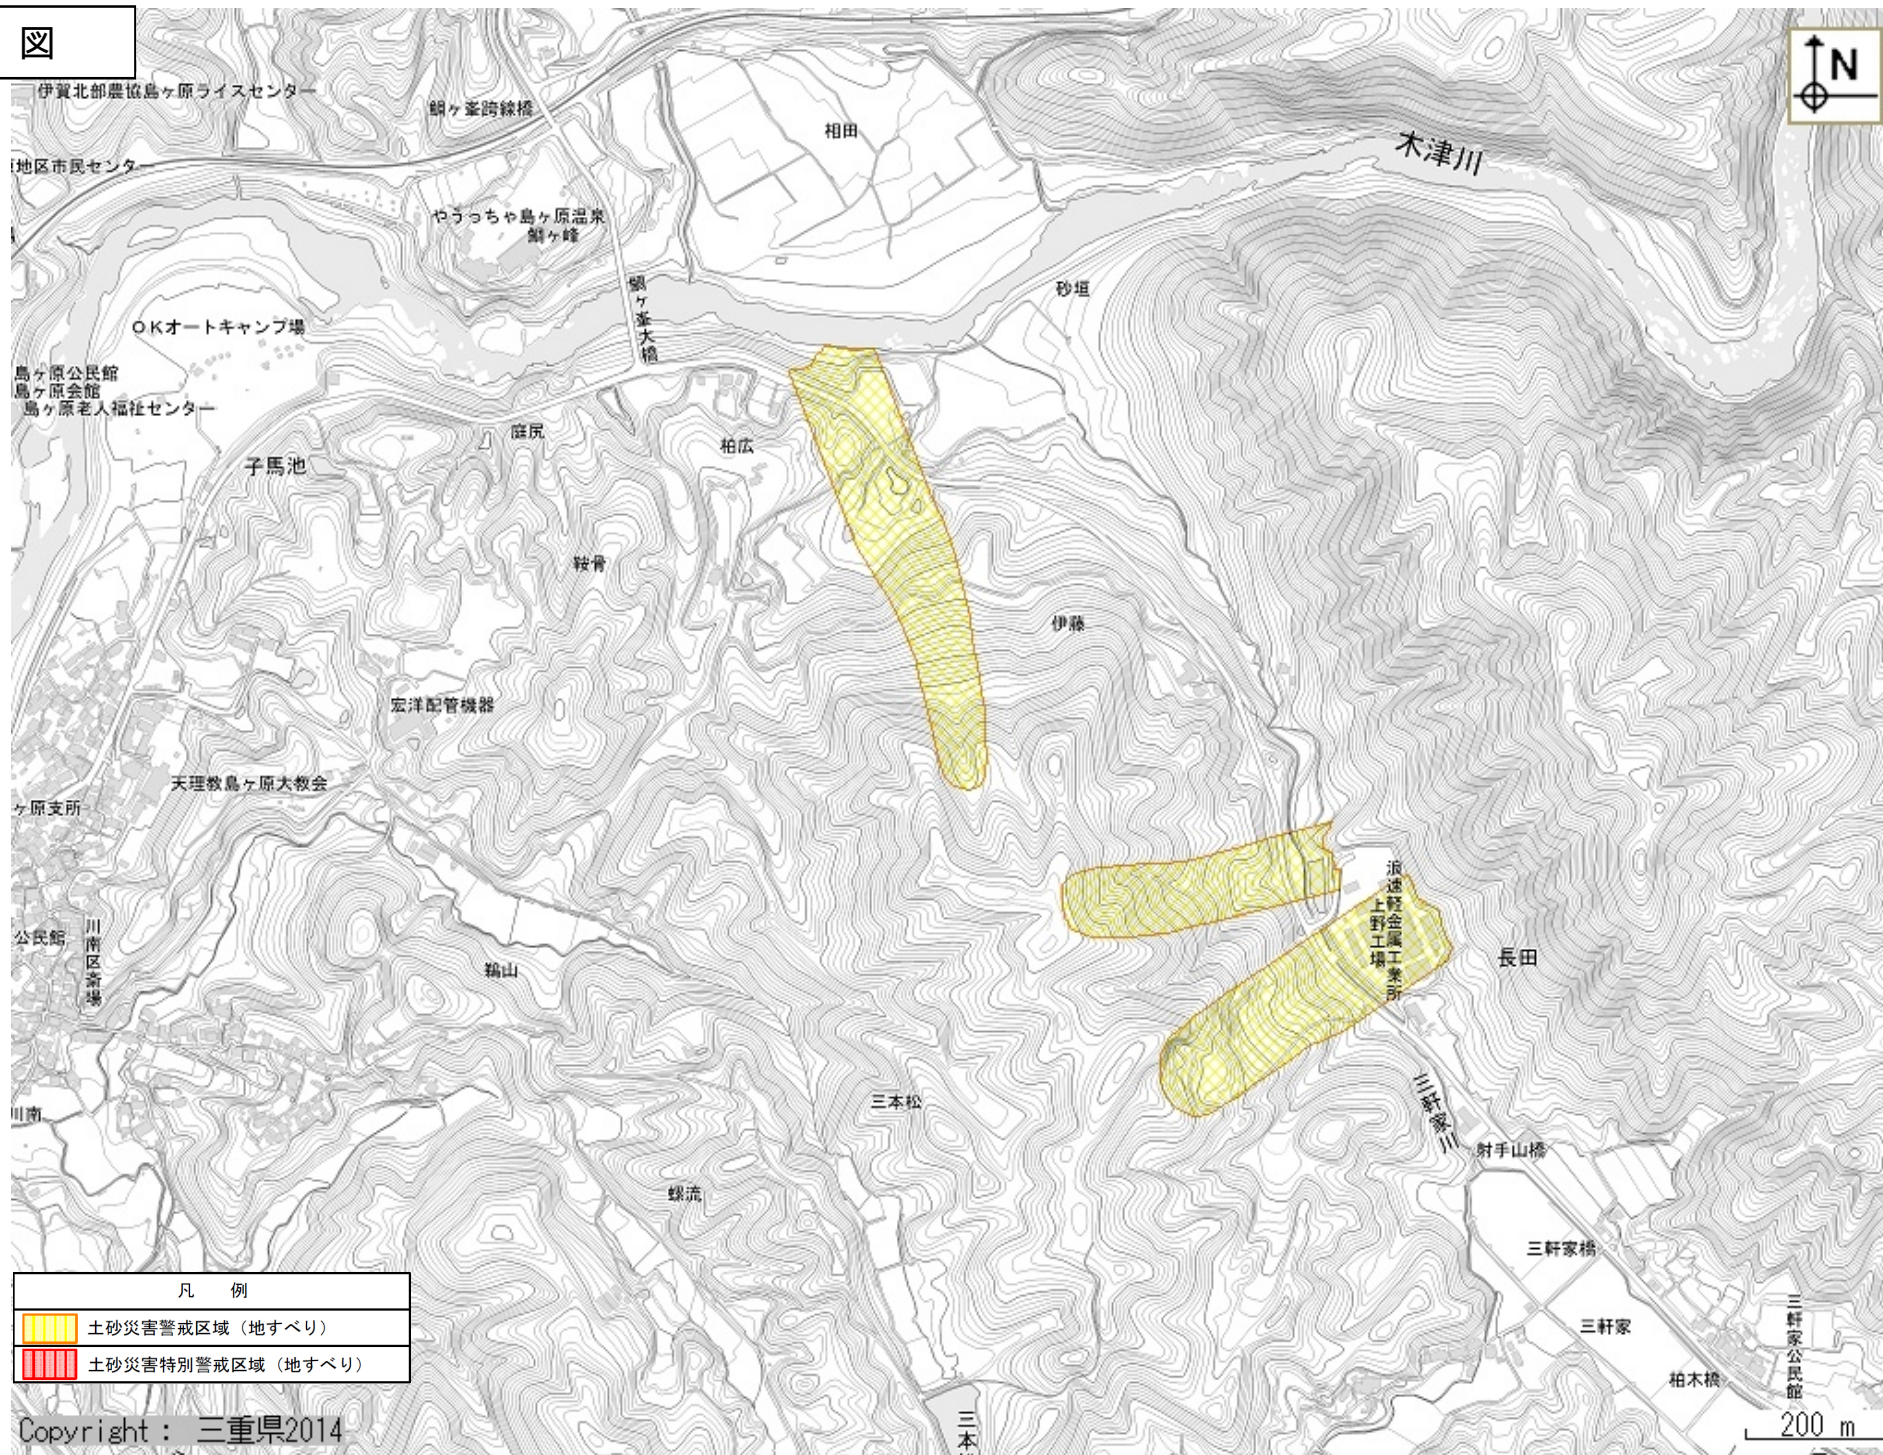 図
N
伊賀北部農協島ヶ原ライスセンター
鯛ヶ峯跨線橋
相田
木津川
地区市民センター
やぅっちゃ島ヶ原温泉
鯛ヶ峰
鯛ヶ峯大橋
砂垣
OKオートキャンプ場
島ヶ原公民館
島ヶ原会館
島ヶ原老人福祉センター
庭尻
柏広
子馬池
鞍骨
伊藤
宏洋配管機器
天理教島ヶ原大教会
ヶ原支所
浪速軽金属工業所
上野工場
公民館
川南区斎場
鵜山
長田
三本松
三軒家川
川南
射手山橋
螺流
三軒家橋
三軒家
三軒家公民館
柏木橋
凡 例
土砂災害警戒区域（地すべり）
土砂災害特別警戒区域（地すべり）
Copyright： 三重県2014
三本
200 m